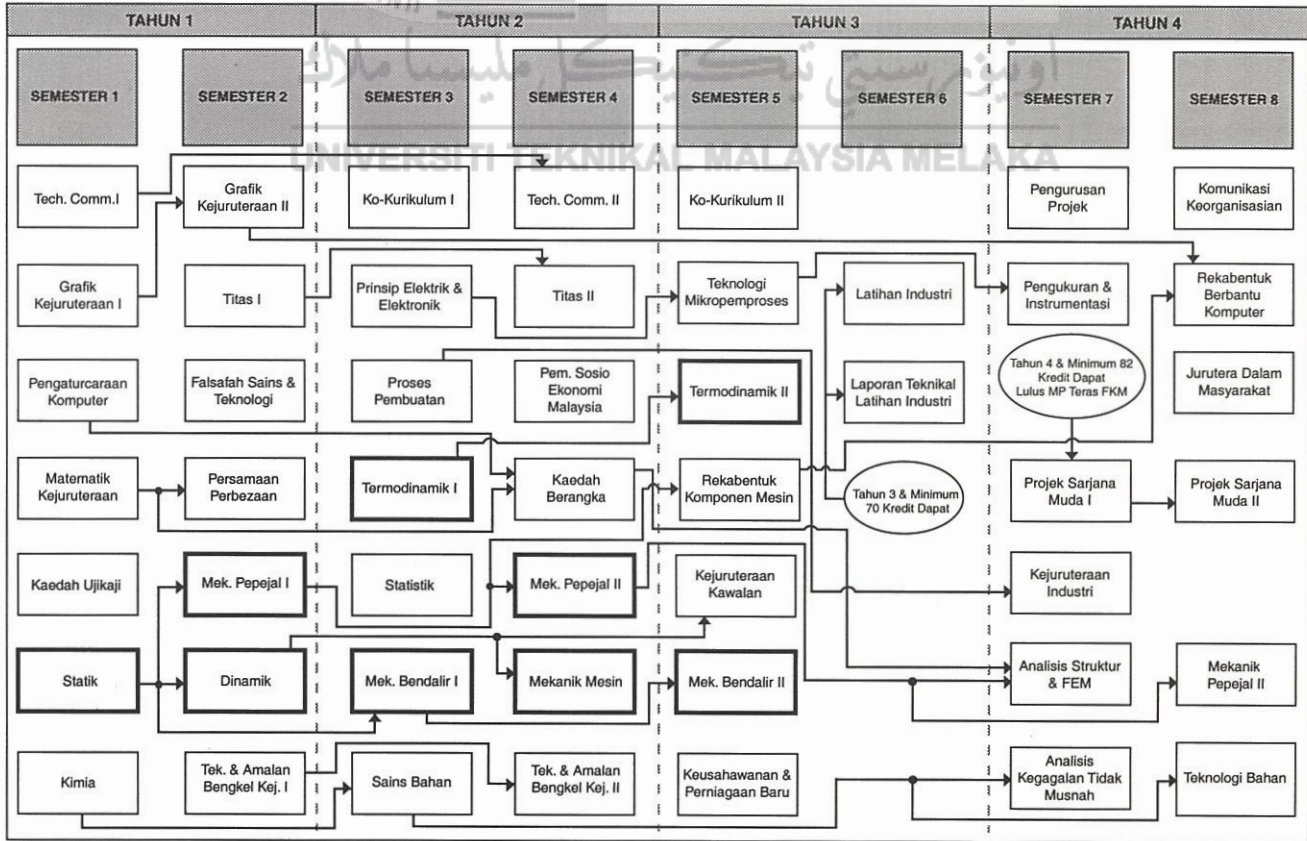 TAHUN 1
TAHUN 2
TAHUN 3
TAHUN 4
اونيۏرسيتي تيكنيكل مليسيا ملاك
UNIVERSITI TEKNIKAL MALAYSIA MELAKA
SEMESTER 1
SEMESTER 2
SEMESTER 3
SEMESTER 4
SEMESTER 5
SEMESTER 6
SEMESTER 7
SEMESTER 8
Tech. Comm.I
Grafik
Kejuruteraan II
Ko-Kurikulum I
Tech. Comm. II
Ko-Kurikulum II
Pengurusan
Projek
Komunikasi
Keorganisasian
Grafik
Kejuruteraan I
Titas I
Prinsip Elektrik &
Elektronik
Titas II
Teknologi
Mikropemproses
Latihan Industri
Pengukuran &
Instrumentasi
Rekabentuk
Berbantu
Komputer
Pengaturcaraan
Komputer
Falsafah Sains &
Teknologi
Proses
Pembuatan
Pem. Sosio
Ekonomi
Malaysia
Termodinamik II
Laporan Teknikal
Latihan Industri
Tahun 4 & Minimum 82
Kredit Dapat
Lulus MP Teras FKM
Jurutera Dalam
Masyarakat
Matematik
Kejuruteraan
Persamaan
Perbezaan
Termodinamik I
Kaedah
Berangka
Rekabentuk
Komponen Mesin
Tahun 3 & Minimum
70 Kredit Dapat
Projek Sarjana
Muda I
Projek Sarjana
Muda II
Kaedah Ujikaji
Mek. Pepejal I
Statistik
Mek. Pepejal II
Kejuruteraan
Kawalan
Kejuruteraan
Industri
Statik
Dinamik
Mek. Bendalir I
Mekanik Mesin
Mek. Bendalir II
Analisis Struktur
& FEM
Mekanik
Pepejal II
Kimia
Tek. & Amalan
Bengkel Kej. I
Sains Bahan
Tek. & Amalan
Bengkel Kej. II
Keusahawanan &
Perniagaan Baru
Analisis
Kegagalan Tidak
Musnah
Teknologi Bahan